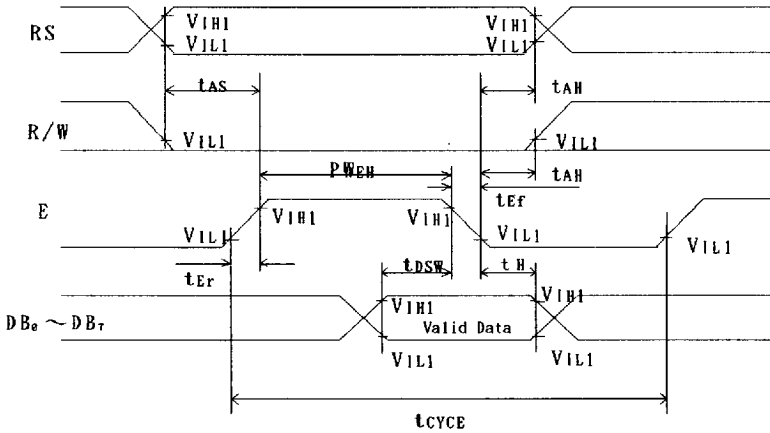 RS VIH1 VIL1 VIH1 VIL1
tAS tAH
R/W VIL1 VIL1
PWEH tAH
tEf
E VIH1 VIH1
VIL1 VIL1 VIL1
tEr tDSW tH
VIH1 VIH1
DB0 ～ DB7 Valid Data
VIL1 VIL1
tCYCE